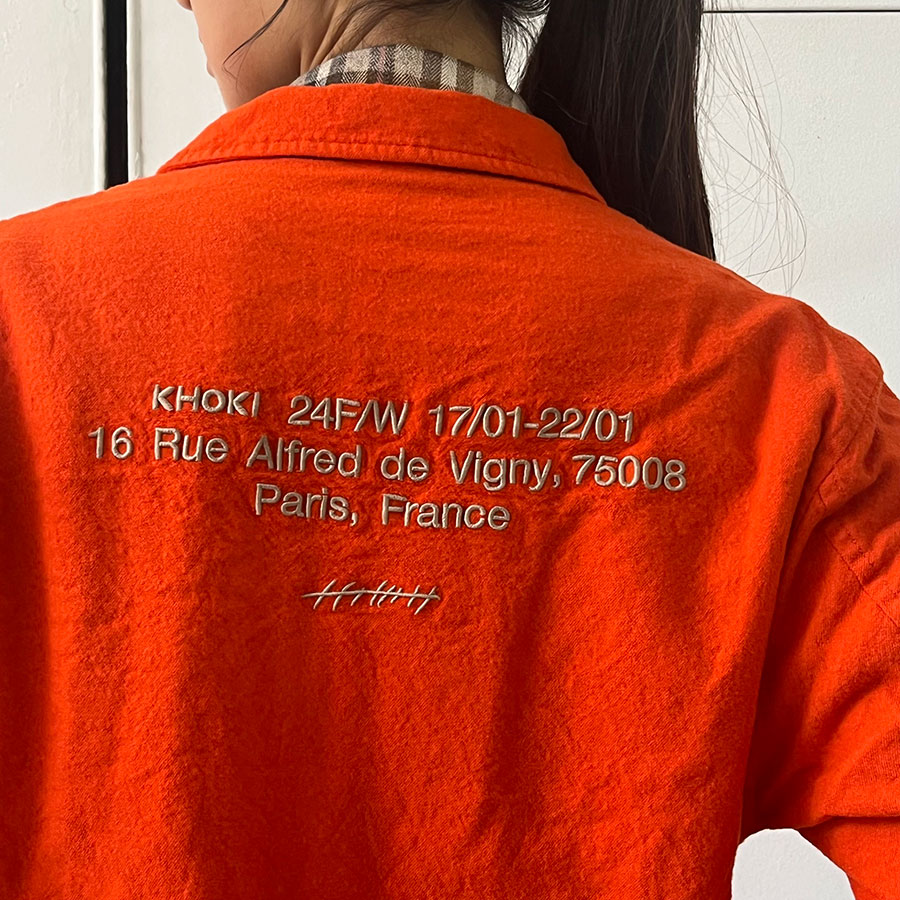 KHOKI 24F/W 17/01-22/01
16 Rue Alfred de Vigny, 75008
Paris, France